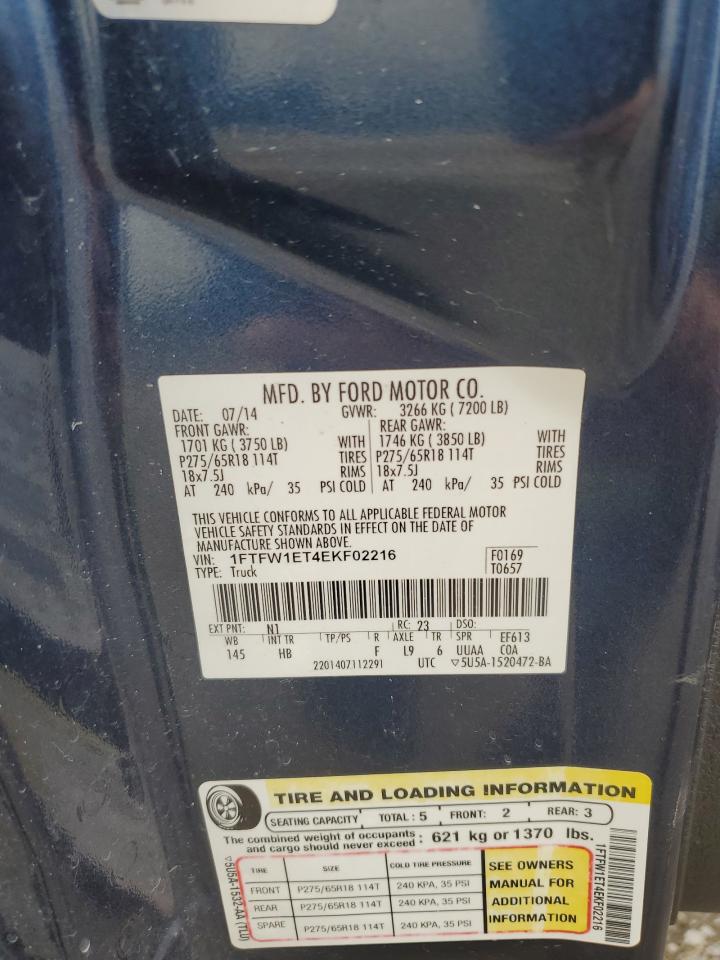 MFD. BY FORD MOTOR CO.
DATE: 07/14 GVWR: 3266 KG ( 7200 LB)
FRONT GAWR: REAR GAWR:
1701 KG ( 3750 LB) WITH 1746 KG ( 3850 LB) WITH
P275/65R18 114T TIRES P275/65R18 114T TIRES
18x7.5J RIMS 18x7.5J RIMS
AT 240 kPa/ 35 PSI COLD AT 240 kPa/ 35 PSI COLD
THIS VEHICLE CONFORMS TO ALL APPLICABLE FEDERAL MOTOR
VEHICLE SAFETY STANDARDS IN EFFECT ON THE DATE OF
MANUFACTURE SHOWN ABOVE.
VIN: 1FTFW1ET4EKF02216 F0169
TYPE: Truck T0657
EXT PNT: N1 RC: 23 DSO:
WB INT TR TP/PS R AXLE TR SPR EF613
145 HB F L9 6 UUAA COA
2201407112291 UTC ▽5U5A-1520472-BA
TIRE AND LOADING INFORMATION
SEATING CAPACITY TOTAL : 5 FRONT: 2 REAR: 3
The combined weight of occupants
and cargo should never exceed : 621 kg or 1370 lbs.
TIRE SIZE COLD TIRE PRESSURE
FRONT P275/65R18 114T 240 KPA, 35 PSI
REAR P275/65R18 114T 240 KPA, 35 PSI
SPARE P275/65R18 114T 240 KPA, 35 PSI
SEE OWNERS
MANUAL FOR
ADDITIONAL
INFORMATION
▽5U5A-1532-AA (TLU)
1FTFW1ET4EKF02216